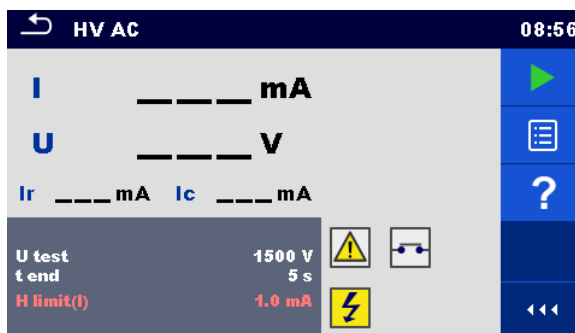 HV AC 08:56
I ___ mA
U ___ V
Ir ___ mA Ic ___ mA
U test 1500 V
t end 5 s
H limit(I) 1.0 mA
?